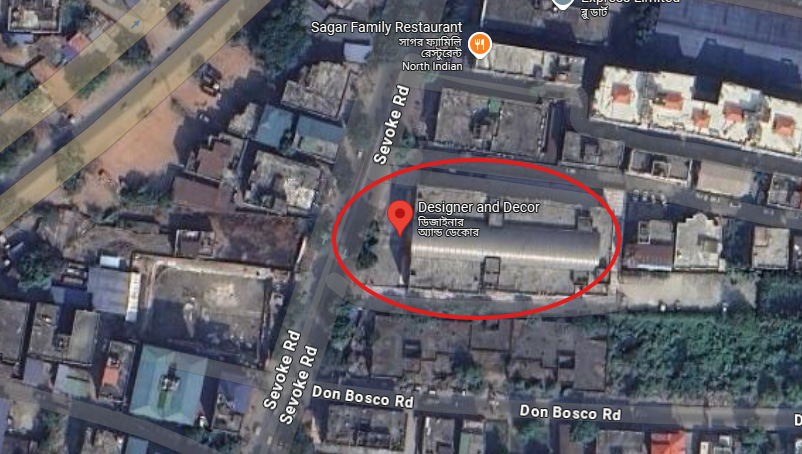 Express Limited
ব্লু ডার্ট
Sagar Family Restaurant
সাগর ফ্যামিলি
রেস্টুরেন্ট
North Indian
Sevoke Rd
Designer and Decor
ডিজাইনার
অ্যান্ড ডেকোর
Sevoke Rd
Sevoke Rd
Don Bosco Rd
Don Bosco Rd
D